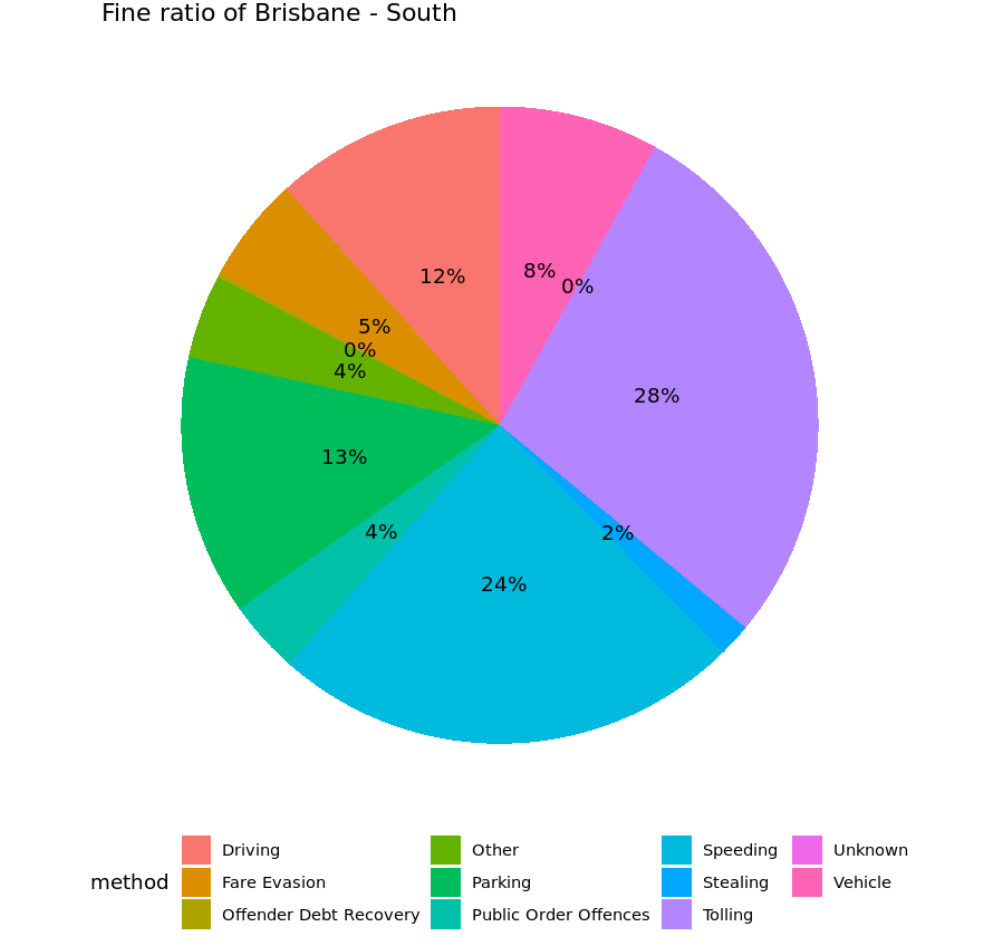 Fine ratio of Brisbane - South
12%
8%
0%
5%
0%
4%
28%
13%
4%
2%
24%
method
Driving
Fare Evasion
Offender Debt Recovery
Other
Parking
Public Order Offences
Speeding
Stealing
Tolling
Unknown
Vehicle